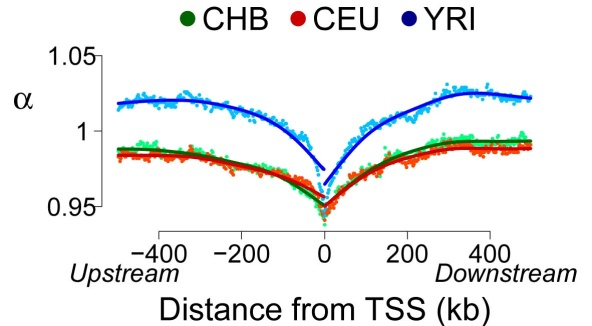 CHB CEU YRI
1.05
α
1
0.95
−400 −200 0 200 400
Upstream Downstream
Distance from TSS (kb)